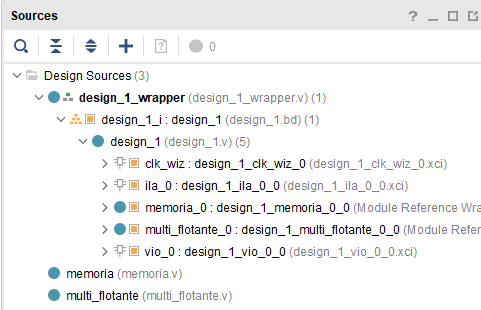 Sources
0
Design Sources (3)
design_1_wrapper (design_1_wrapper.v) (1)
design_1_i : design_1 (design_1.bd) (1)
design_1 (design_1.v) (5)
clk_wiz : design_1_clk_wiz_0 (design_1_clk_wiz_0.xci)
ila_0 : design_1_ila_0_0 (design_1_ila_0_0.xci)
memoria_0 : design_1_memoria_0_0 (Module Reference Wra
multi_flotante_0 : design_1_multi_flotante_0_0 (Module Refer
vio_0 : design_1_vio_0_0 (design_1_vio_0_0.xci)
memoria (memoria.v)
multi_flotante (multi_flotante.v)